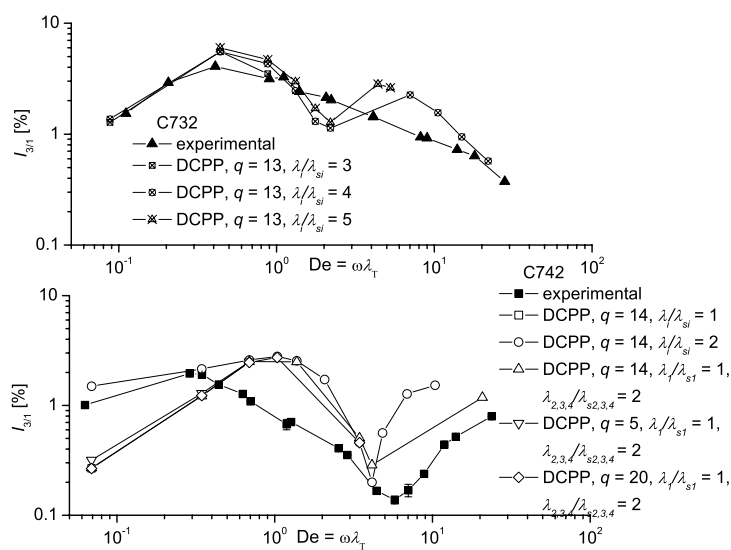 10
1
0.1
I3/1 [%]
C732
experimental
DCPP, q = 13, λi/λsi = 3
DCPP, q = 13, λi/λsi = 4
DCPP, q = 13, λi/λsi = 5
10-1 100 101 102
De = ωλT
C742
experimental
DCPP, q = 14, λi/λsi = 1
DCPP, q = 14, λi/λsi = 2
DCPP, q = 14, λ1/λs1 = 1,
λ2,3,4/λs2,3,4 = 2
DCPP, q = 5, λ1/λs1 = 1,
λ2,3,4/λs2,3,4 = 2
DCPP, q = 20, λ1/λs1 = 1,
λ2,3,4/λs2,3,4 = 2
10
1
0.1
I3/1 [%]
10-1 100 101 102
De = ωλT